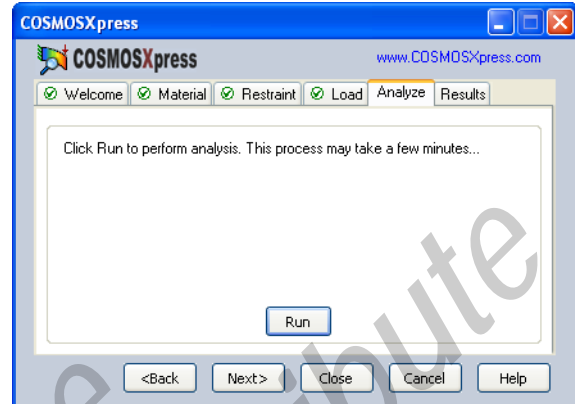 COSMOSXpress
COSMOSXpress www.COSMOSXpress.com
Welcome Material Restraint Load Analyze Results
Click Run to perform analysis. This process may take a few minutes...
Run
<Back Next> Close Cancel Help